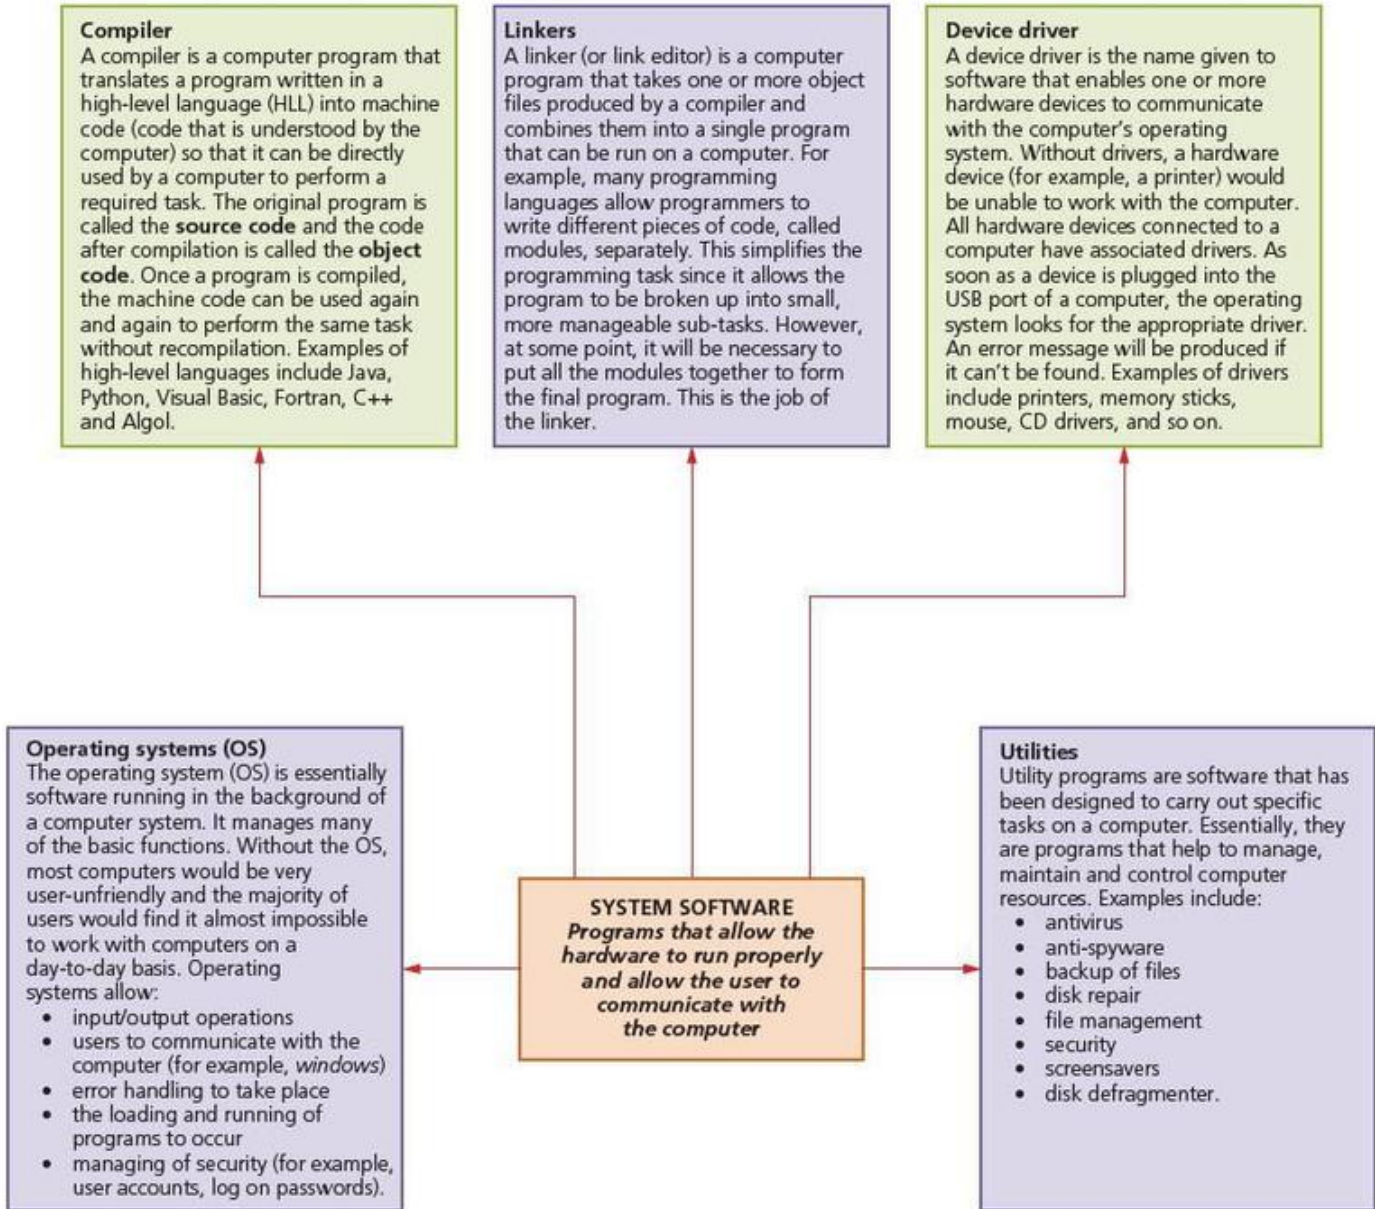 Compiler
A compiler is a computer program that
translates a program written in a
high-level language (HLL) into machine
code (code that is understood by the
computer) so that it can be directly
used by a computer to perform a
required task. The original program is
called the source code and the code
after compilation is called the object
code. Once a program is compiled,
the machine code can be used again
and again to perform the same task
without recompilation. Examples of
high-level languages include Java,
Python, Visual Basic, Fortran, C++
and Algol.
Linkers
A linker (or link editor) is a computer
program that takes one or more object
files produced by a compiler and
combines them into a single program
that can be run on a computer. For
example, many programming
languages allow programmers to
write different pieces of code, called
modules, separately. This simplifies the
programming task since it allows the
program to be broken up into small,
more manageable sub-tasks. However,
at some point, it will be necessary to
put all the modules together to form
the final program. This is the job of
the linker.
Device driver
A device driver is the name given to
software that enables one or more
hardware devices to communicate
with the computer's operating
system. Without drivers, a hardware
device (for example, a printer) would
be unable to work with the computer.
All hardware devices connected to a
computer have associated drivers. As
soon as a device is plugged into the
USB port of a computer, the operating
system looks for the appropriate driver.
An error message will be produced if
it can't be found. Examples of drivers
include printers, memory sticks,
mouse, CD drivers, and so on.
Operating systems (OS)
The operating system (OS) is essentially
software running in the background of
a computer system. It manages many
of the basic functions. Without the OS,
most computers would be very
user-unfriendly and the majority of
users would find it almost impossible
to work with computers on a
day-to-day basis. Operating
systems allow:
• input/output operations
• users to communicate with the
computer (for example, windows)
• error handling to take place
• the loading and running of
programs to occur
• managing of security (for example,
user accounts, log on passwords).
SYSTEM SOFTWARE
Programs that allow the
hardware to run properly
and allow the user to
communicate with
the computer
Utilities
Utility programs are software that has
been designed to carry out specific
tasks on a computer. Essentially, they
are programs that help to manage,
maintain and control computer
resources. Examples include:
• antivirus
• anti-spyware
• backup of files
• disk repair
• file management
• security
• screensavers
• disk defragmenter.